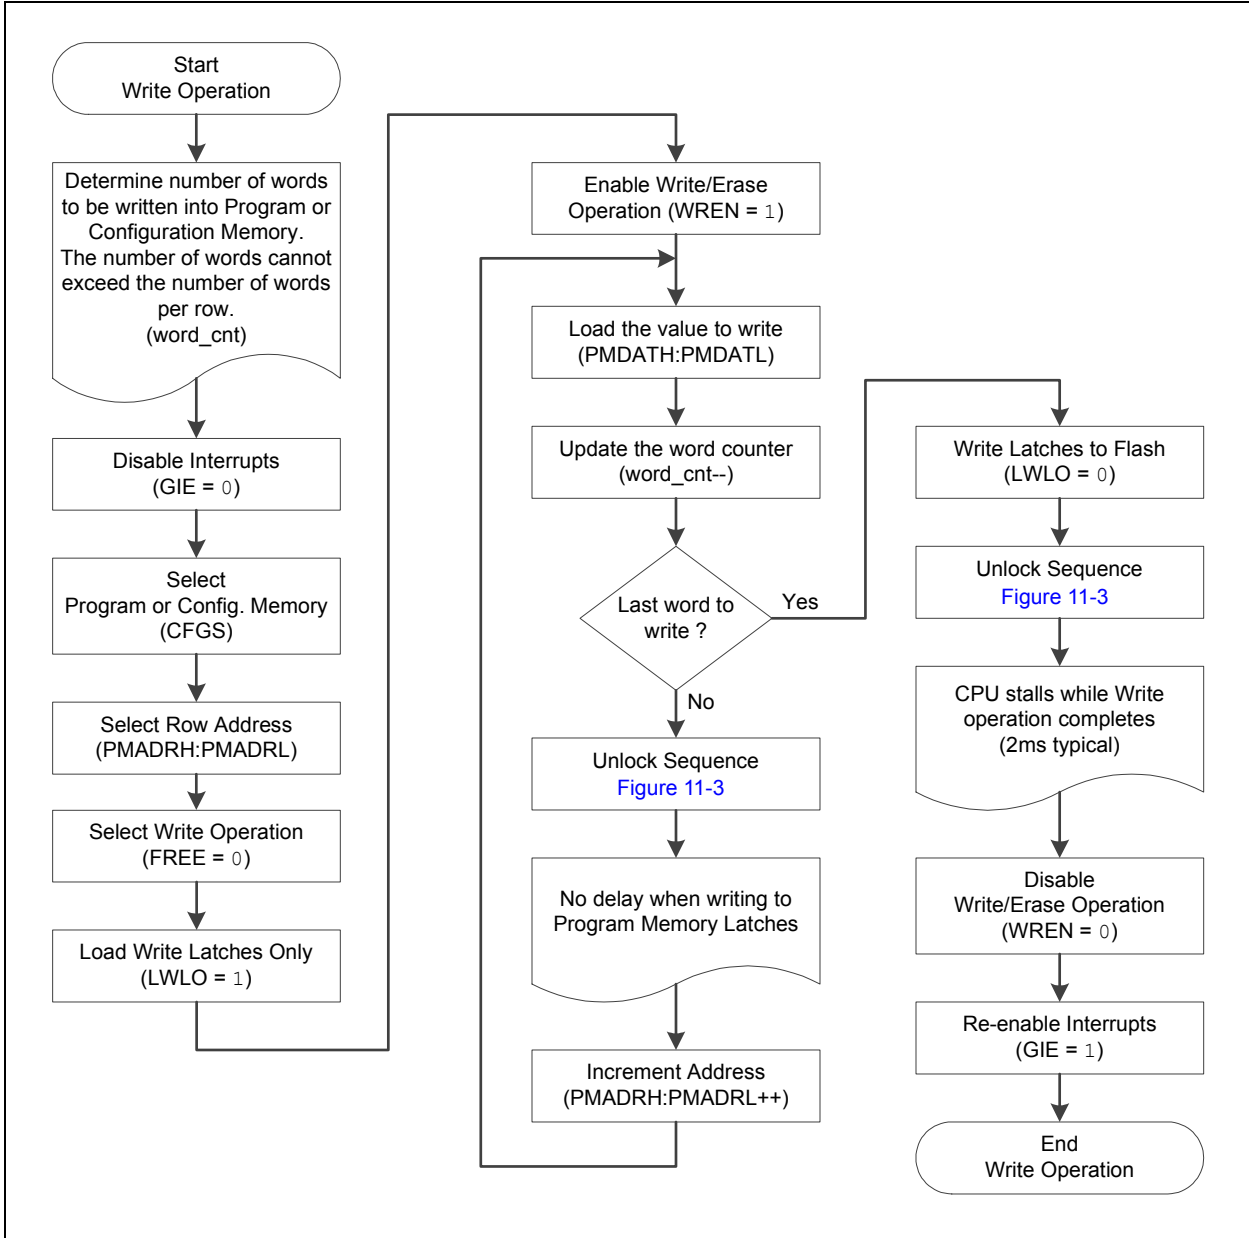 Start
Write Operation
Determine number of words
to be written into Program or
Configuration Memory.
The number of words cannot
exceed the number of words
per row.
(word_cnt)
Disable Interrupts
(GIE = 0)
Select
Program or Config. Memory
(CFGS)
Select Row Address
(PMADRH:PMADRL)
Select Write Operation
(FREE = 0)
Load Write Latches Only
(LWLO = 1)
Enable Write/Erase
Operation (WREN = 1)
Load the value to write
(PMDATH:PMDATL)
Update the word counter
(word_cnt--)
Last word to
write ?
Yes
No
Unlock Sequence
Figure 11-3
No delay when writing to
Program Memory Latches
Increment Address
(PMADRH:PMADRL++)
Write Latches to Flash
(LWLO = 0)
Unlock Sequence
Figure 11-3
CPU stalls while Write
operation completes
(2ms typical)
Disable
Write/Erase Operation
(WREN = 0)
Re-enable Interrupts
(GIE = 1)
End
Write Operation